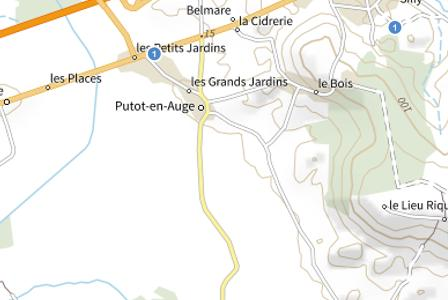 Belmare
la Cidrerie
15
1
les Petits Jardins
1
les Places
les Grands Jardins
le Bois
Putot-en-Auge
100
le Lieu Riqu